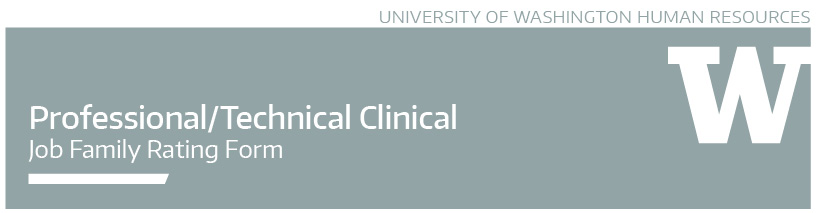 UNIVERSITY OF WASHINGTON HUMAN RESOURCES
W
Professional/Technical Clinical
Job Family Rating Form